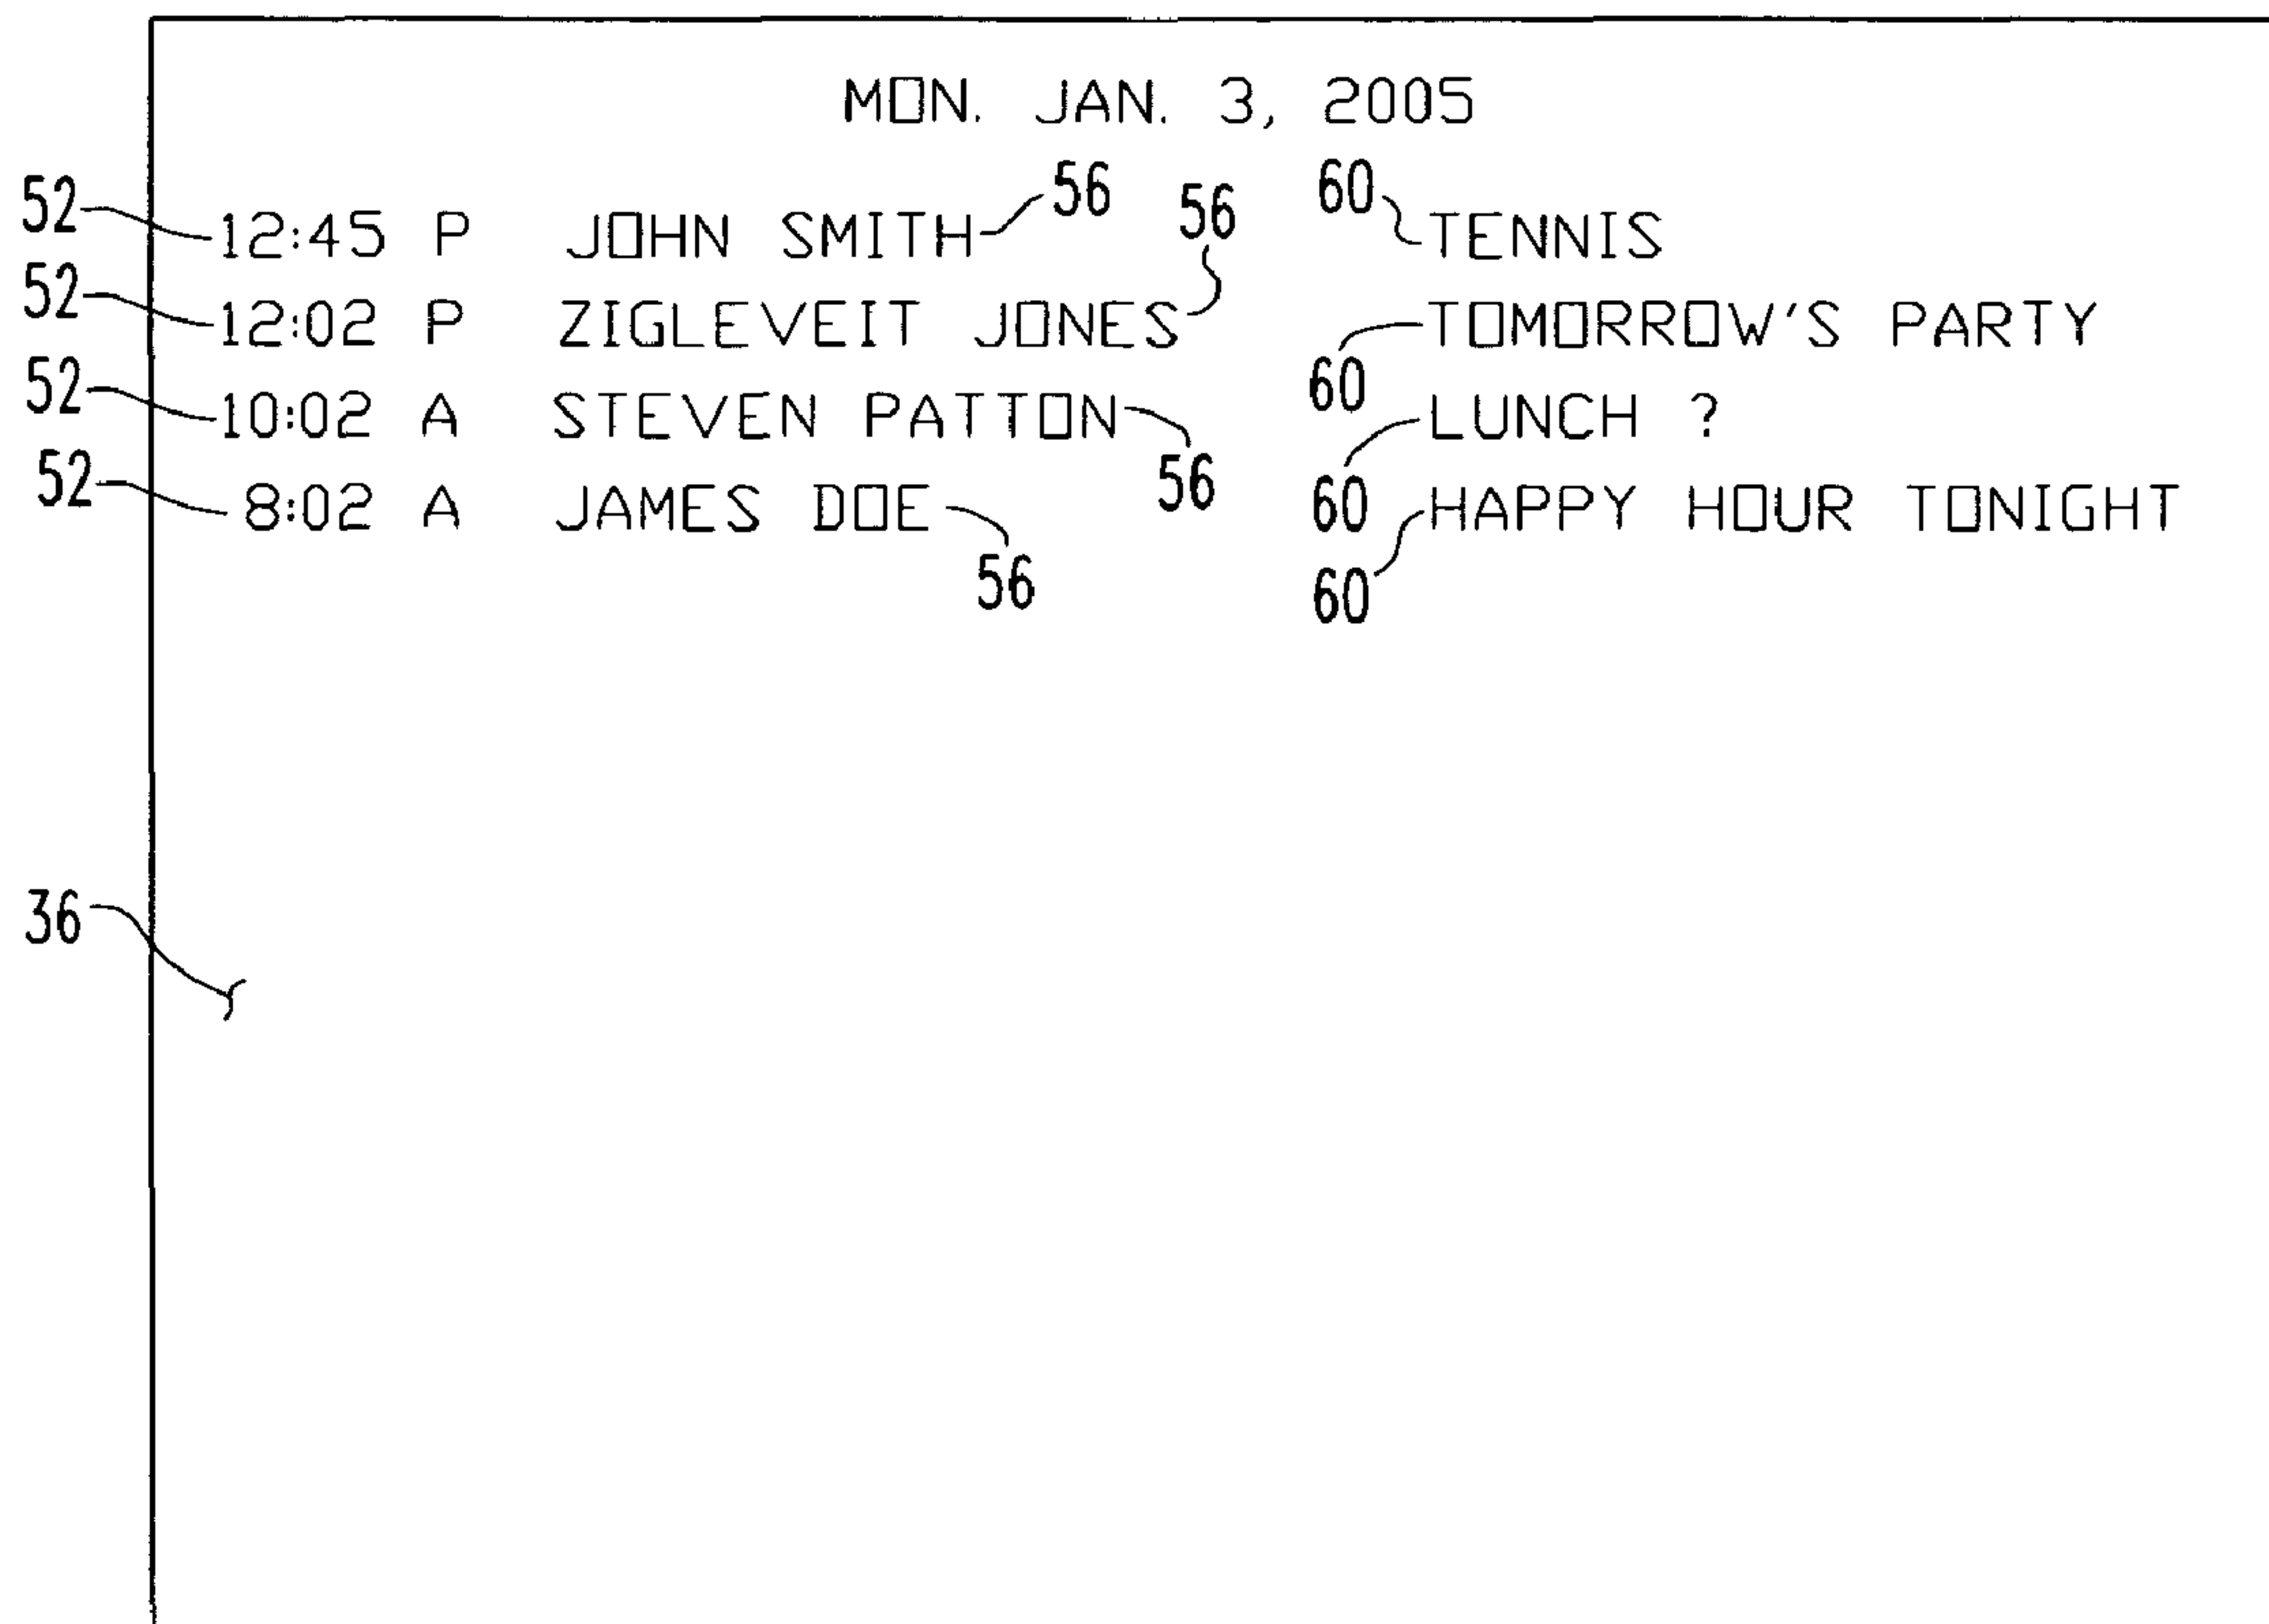 MON. JAN. 3, 2005
52 12:45 P JOHN SMITH 56 56 60 TENNIS
52 12:02 P ZIGLEVEIT JONES 60 TOMORROW'S PARTY
52 10:02 A STEVEN PATTON 56 60 LUNCH ?
52 8:02 A JAMES DOE 56 60 HAPPY HOUR TONIGHT
36